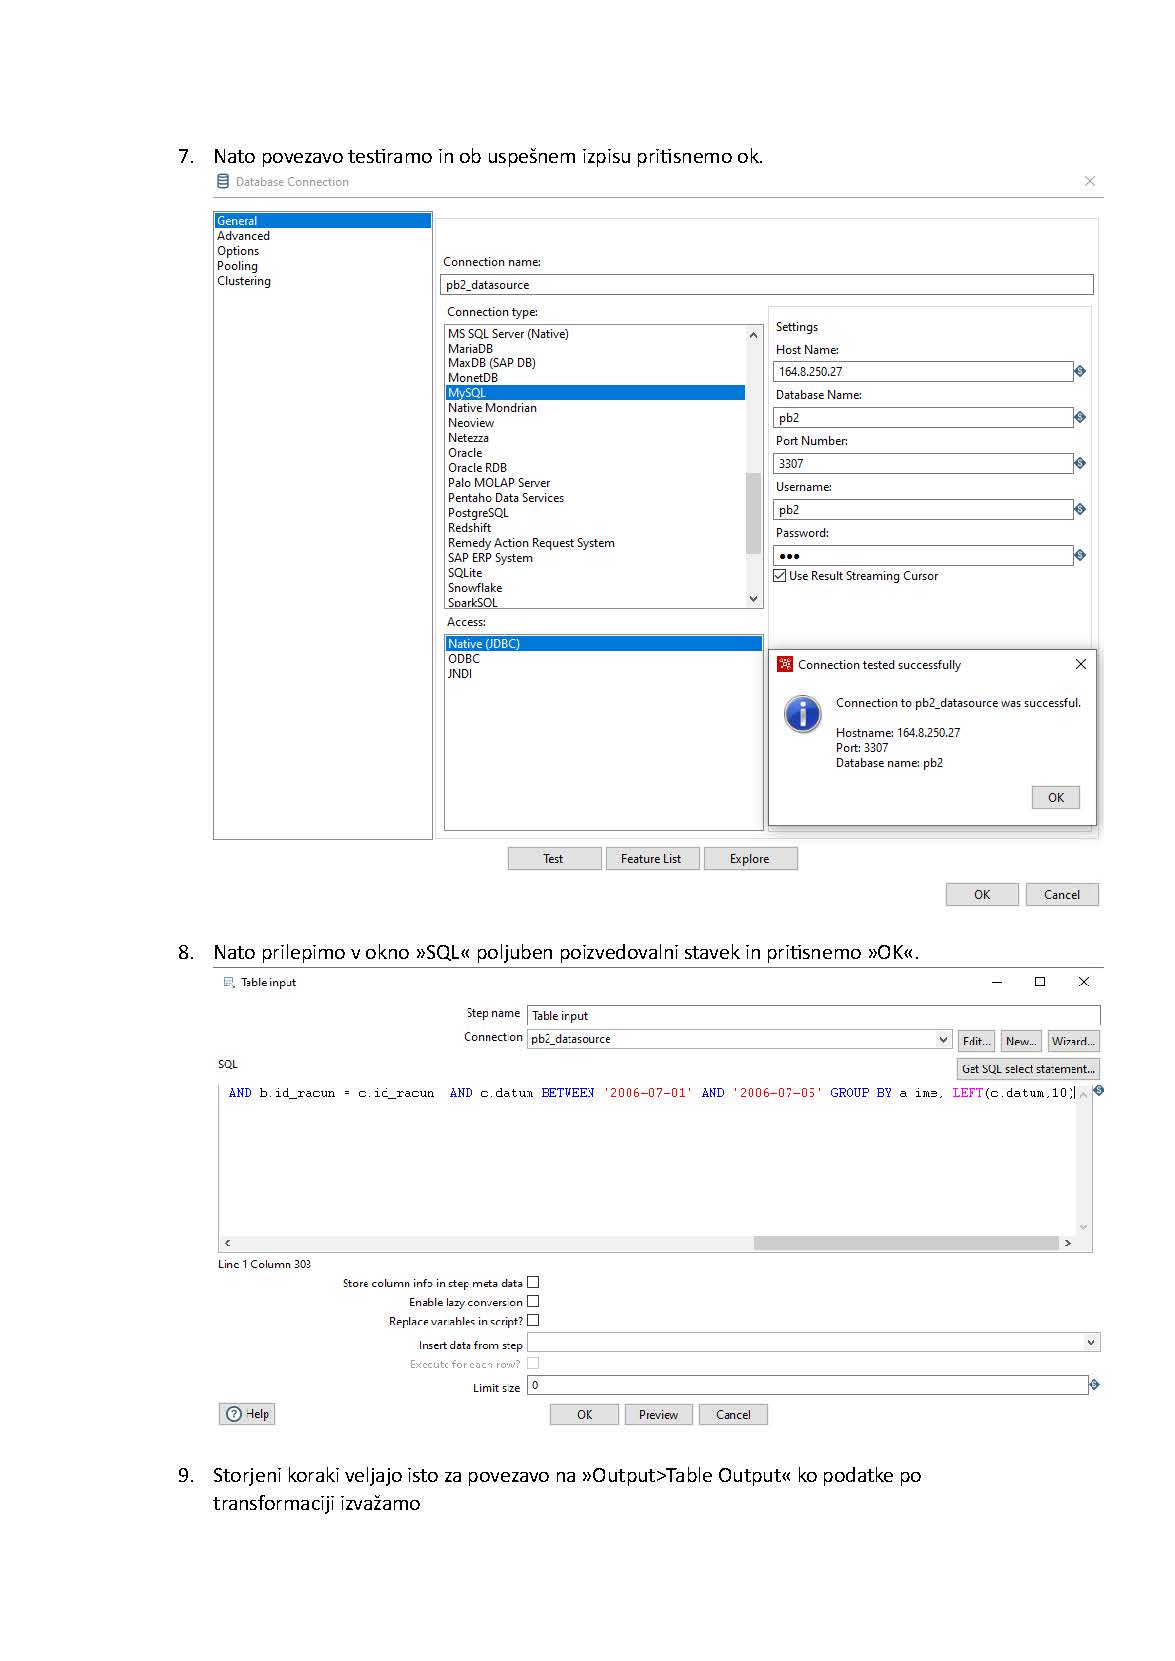 7. Nato povezavo testiramo in ob uspešnem izpisu pritisnemo ok.
Database Connection
General
Advanced
Options
Pooling
Clustering
Connection name:
pb2_datasource
Connection type:
MS SQL Server (Native)
MariaDB
MaxDB (SAP DB)
MonetDB
MySQL
Native Mondrian
Neoview
Netezza
Oracle
Oracle RDB
Palo MOLAP Server
Pentaho Data Services
PostgreSQL
Redshift
Remedy Action Request System
SAP ERP System
SQLite
Snowflake
SparkSQL
Access:
Native (JDBC)
ODBC
JNDI
Settings
Host Name:
164.8.250.27
Database Name:
pb2
Port Number:
3307
Username:
pb2
Password:
●●●
Use Result Streaming Cursor
Connection tested successfully
Connection to pb2_datasource was successful.
Hostname: 164.8.250.27
Port: 3307
Database name: pb2
OK
Test Feature List Explore
OK Cancel
8. Nato prilepimo v okno »SQL« poljuben poizvedovalni stavek in pritisnemo »OK«.
Table input
Step name Table input
Connection pb2_datasource Edit... New... Wizard...
SQL
Get SQL select statement...
AND b.id_racun = c.id_racun AND c.datum BETWEEN '2006-07-01' AND '2006-07-05' GROUP BY a.ime, LEFT(c.datum,10)
Line 1 Column 303
Store column info in step meta data
Enable lazy conversion
Replace variables in script?
Insert data from step
Execute for each row?
Limit size 0
Help OK Preview Cancel
9. Storjeni koraki veljajo isto za povezavo na »Output>Table Output« ko podatke po
transformaciji izvažamo